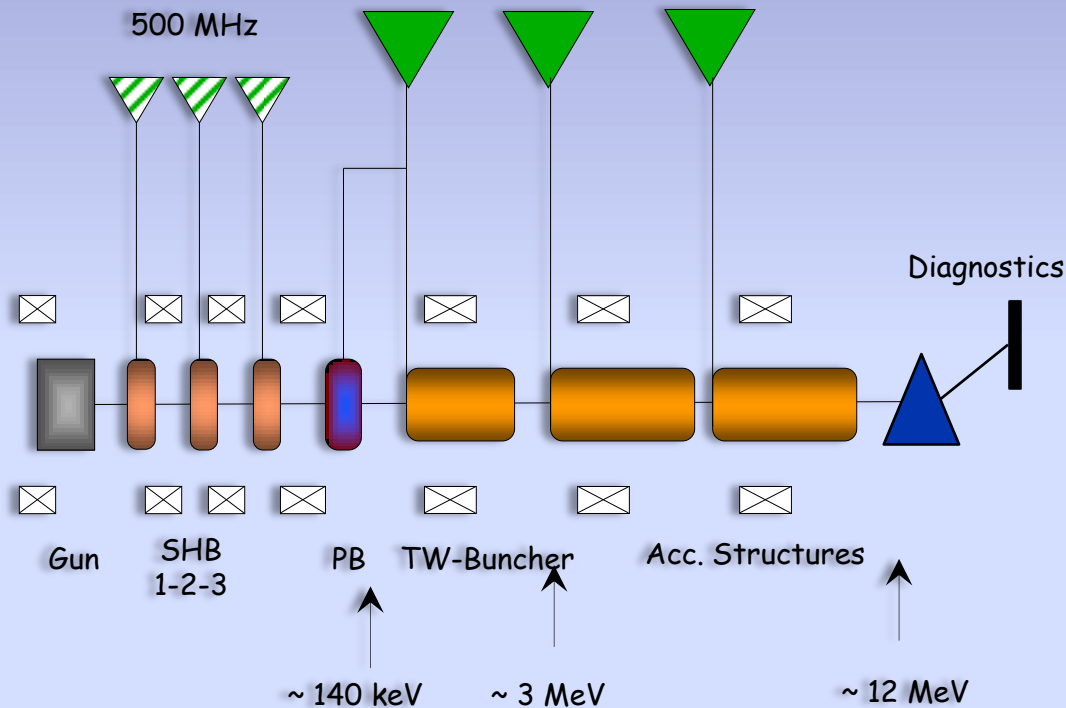 500 MHz
Diagnostics
Gun
SHB
1-2-3
PB
TW-Buncher
Acc. Structures
~ 140 keV
~ 3 MeV
~ 12 MeV